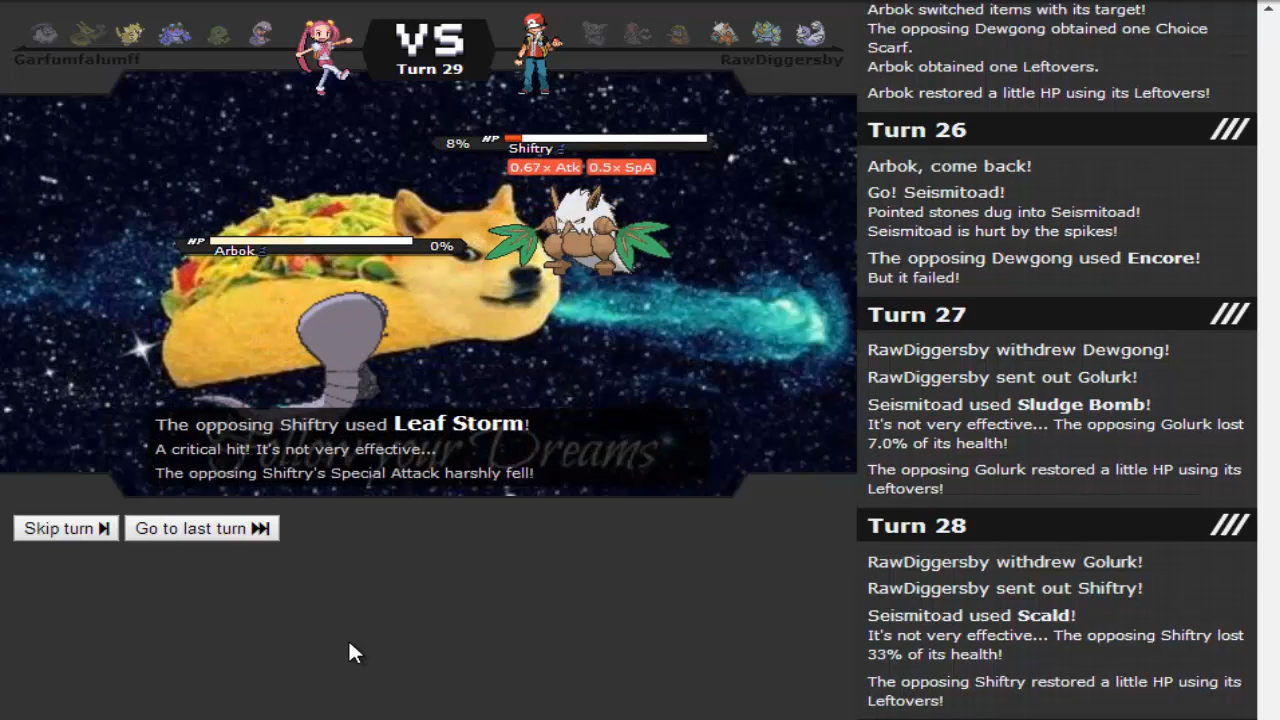 Garfumfalumff
VS
Turn 29
RawDiggersby
8%
HP
Shiftry
0.67x Atk
0.5x SpA
HP
Arbok
0%
The opposing Shiftry used Leaf Storm!
A critical hit! It's not very effective...
The opposing Shiftry's Special Attack harshly fell!
Follow your Dreams
Skip turn
Go to last turn
Arbok switched items with its target!
The opposing Dewgong obtained one Choice
Scarf.
Arbok obtained one Leftovers.
Arbok restored a little HP using its Leftovers!
Turn 26
Arbok, come back!
Go! Seismitoad!
Pointed stones dug into Seismitoad!
Seismitoad is hurt by the spikes!
The opposing Dewgong used Encore!
But it failed!
Turn 27
RawDiggersby withdrew Dewgong!
RawDiggersby sent out Golurk!
Seismitoad used Sludge Bomb!
It's not very effective... The opposing Golurk lost
7.0% of its health!
The opposing Golurk restored a little HP using its
Leftovers!
Turn 28
RawDiggersby withdrew Golurk!
RawDiggersby sent out Shiftry!
Seismitoad used Scald!
It's not very effective... The opposing Shiftry lost
33% of its health!
The opposing Shiftry restored a little HP using its
Leftovers!